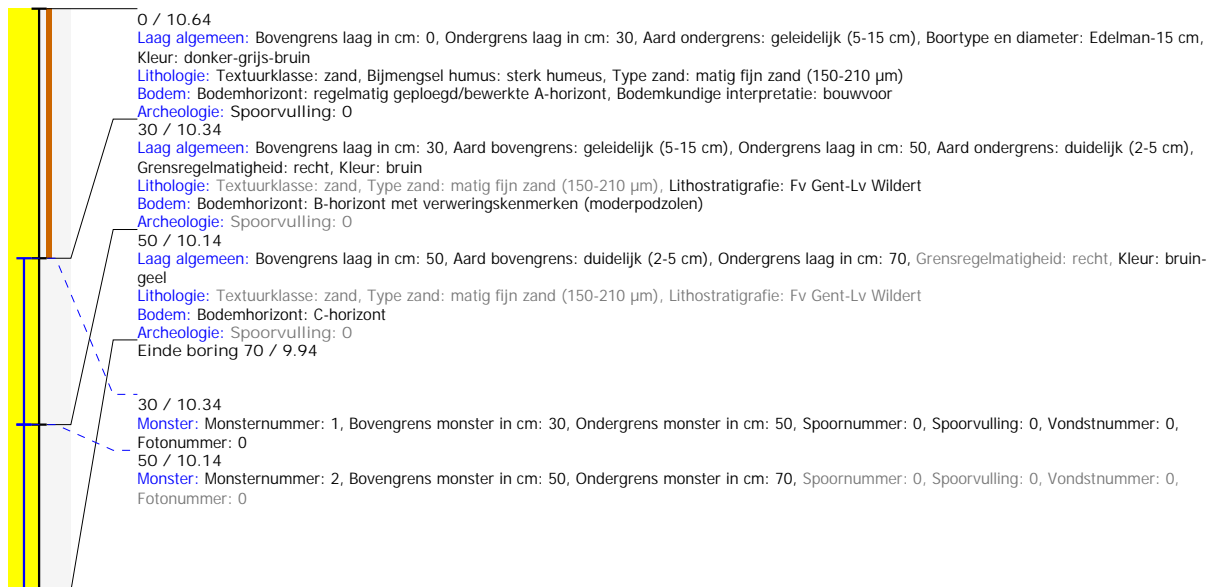 0 / 10.64
Laag algemeen: Bovengrens laag in cm: 0, Ondergrens laag in cm: 30, Aard ondergrens: geleidelijk (5-15 cm), Boortype en diameter: Edelman-15 cm,
Kleur: donker-grijs-bruin
Lithologie: Textuurklasse: zand, Bijmengsel humus: sterk humeus, Type zand: matig fijn zand (150-210 µm)
Bodem: Bodemhorizont: regelmatig geploegd/bewerkte A-horizont, Bodemkundige interpretatie: bouwvoor
Archeologie: Spoorvulling: 0
30 / 10.34
Laag algemeen: Bovengrens laag in cm: 30, Aard bovengrens: geleidelijk (5-15 cm), Ondergrens laag in cm: 50, Aard ondergrens: duidelijk (2-5 cm),
Grensregelmatigheid: recht, Kleur: bruin
Lithologie: Textuurklasse: zand, Type zand: matig fijn zand (150-210 µm), Lithostratigrafie: Fv Gent-Lv Wildert
Bodem: Bodemhorizont: B-horizont met verweringskenmerken (moderpodzolen)
Archeologie: Spoorvulling: 0
50 / 10.14
Laag algemeen: Bovengrens laag in cm: 50, Aard bovengrens: duidelijk (2-5 cm), Ondergrens laag in cm: 70, Grensregelmatigheid: recht, Kleur: bruin-
geel
Lithologie: Textuurklasse: zand, Type zand: matig fijn zand (150-210 µm), Lithostratigrafie: Fv Gent-Lv Wildert
Bodem: Bodemhorizont: C-horizont
Archeologie: Spoorvulling: 0
Einde boring 70 / 9.94
30 / 10.34
Monster: Monsternummer: 1, Bovengrens monster in cm: 30, Ondergrens monster in cm: 50, Spoornummer: 0, Spoorvulling: 0, Vondstnummer: 0,
Fotonummer: 0
50 / 10.14
Monster: Monsternummer: 2, Bovengrens monster in cm: 50, Ondergrens monster in cm: 70, Spoornummer: 0, Spoorvulling: 0, Vondstnummer: 0,
Fotonummer: 0